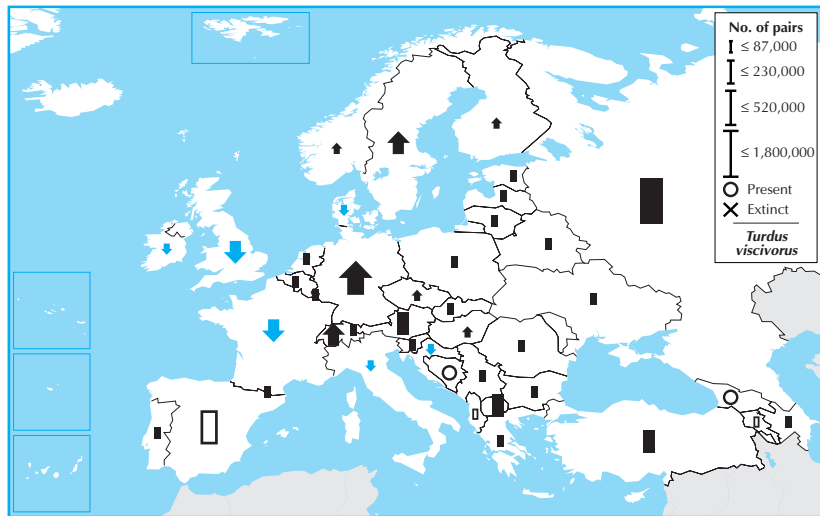 No. of pairs
≤ 87,000
≤ 230,000
≤ 520,000
≤ 1,800,000
Present
Extinct
Turdus
viscivorus